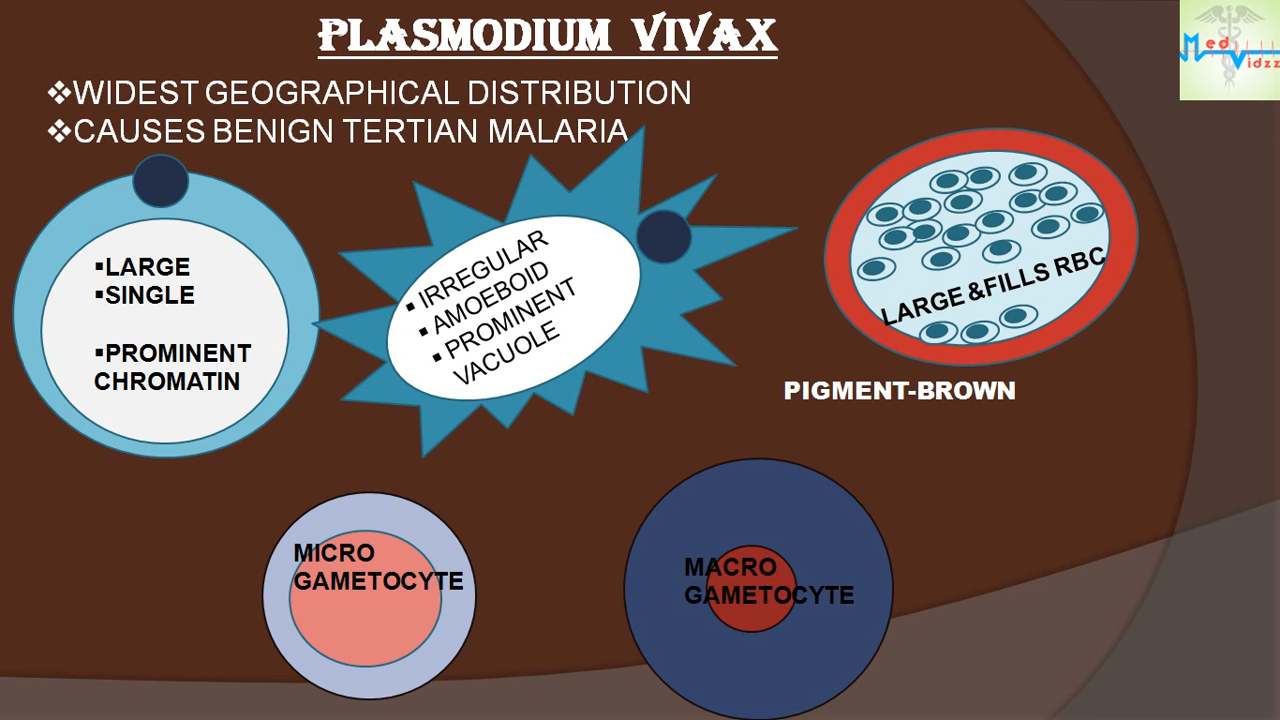 PLASMODIUM VIVAX
Med
Vidzz
❖WIDEST GEOGRAPHICAL DISTRIBUTION
❖CAUSES BENIGN TERTIAN MALARIA
▪LARGE
▪SINGLE
▪PROMINENT
CHROMATIN
▪ IRREGULAR
▪ AMOEBOID
▪ PROMINENT
VACUOLE
LARGE &FILLS RBC
PIGMENT-BROWN
MICRO
GAMETOCYTE
MACRO
GAMETOCYTE